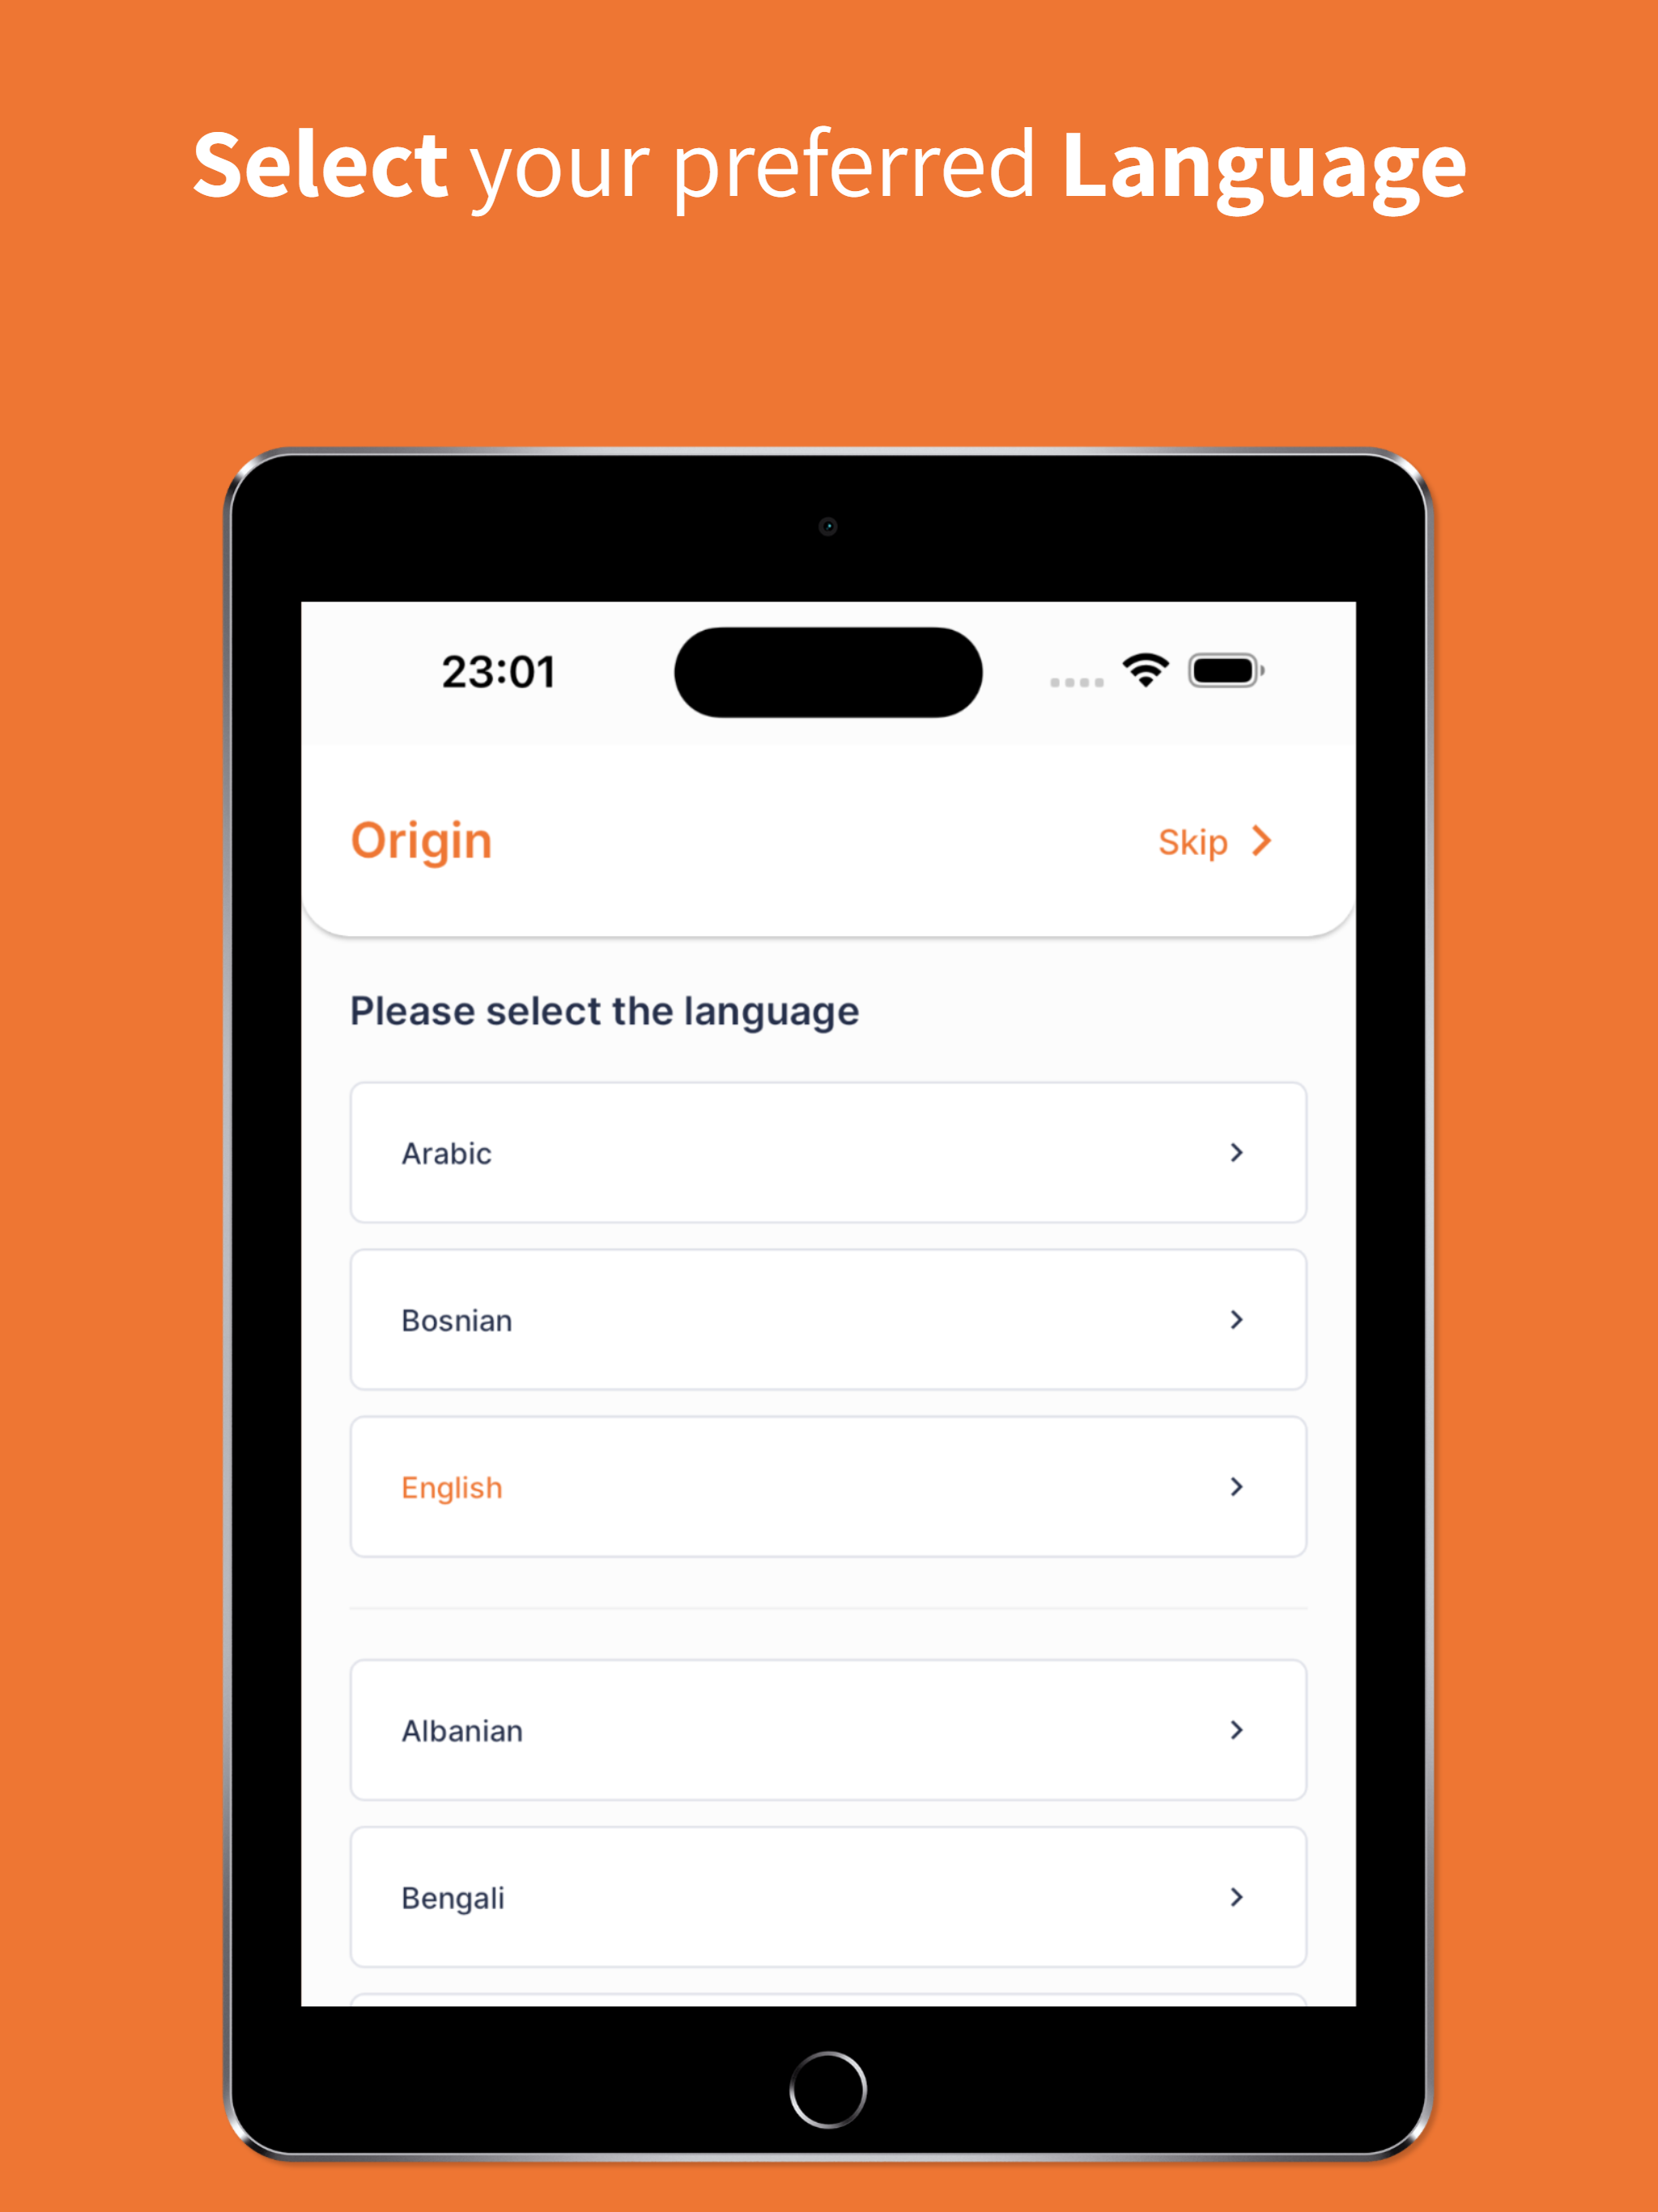 Select your preferred Language
23:01
Origin
Skip
Please select the language
Arabic
Bosnian
English
Albanian
Bengali